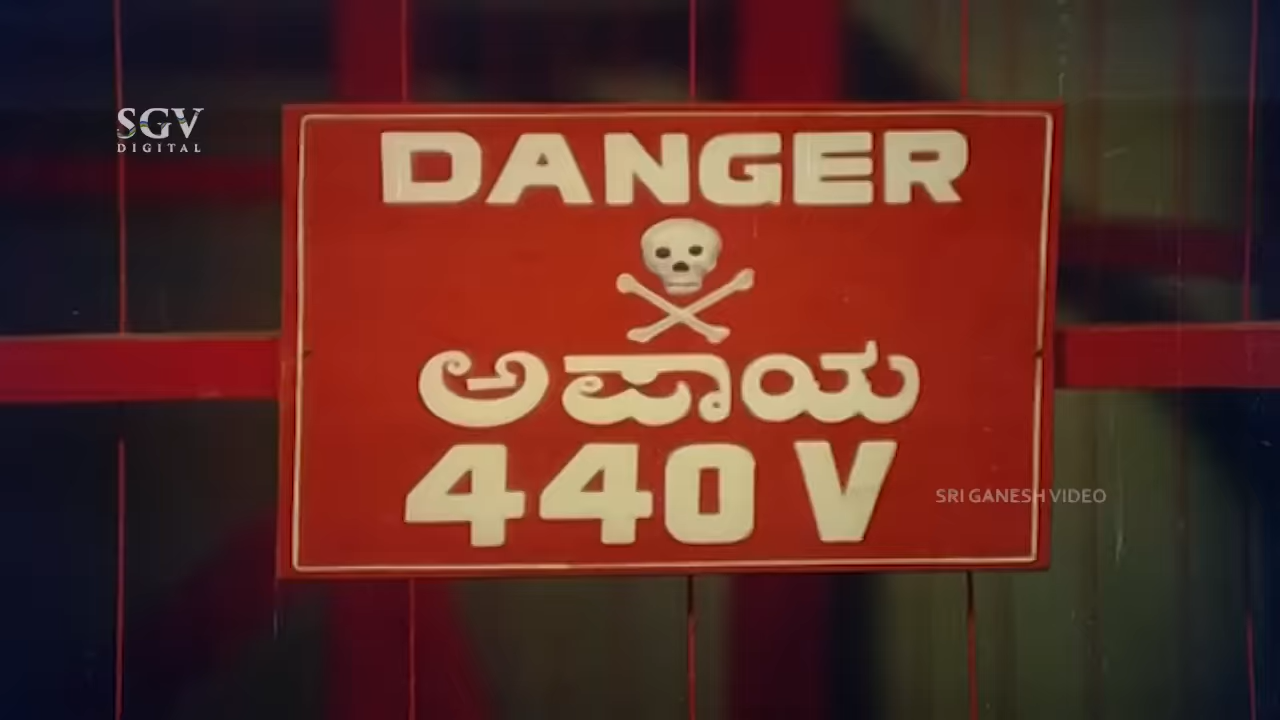 SGV
DIGITAL
DANGER
ಅಪಾಯ
440 V
SRI GANESH VIDEO